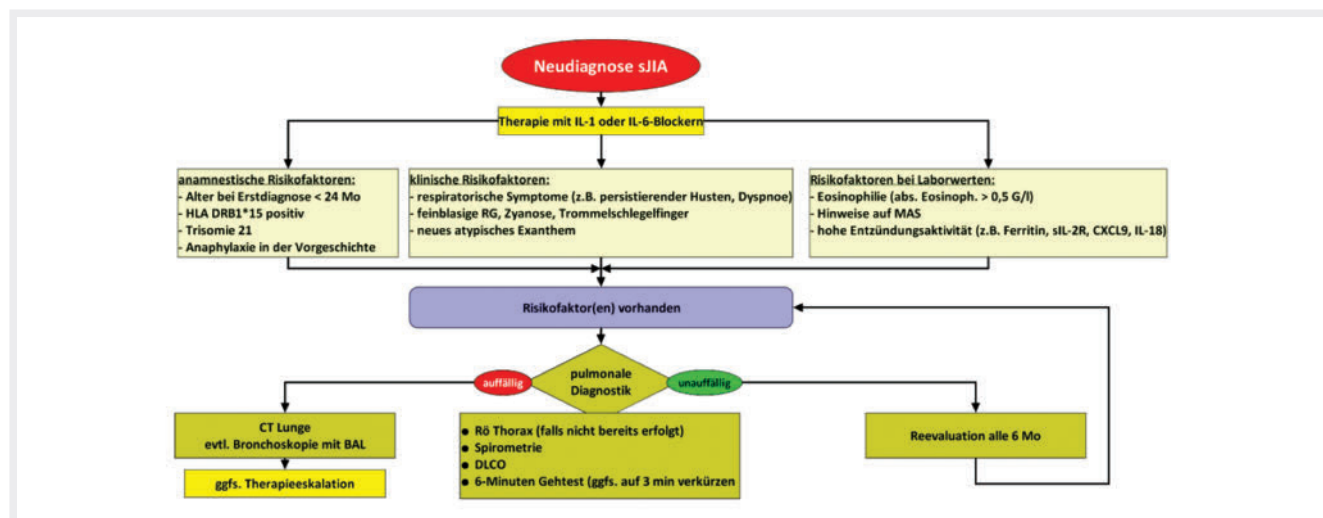 Neudiagnose sJIA
Therapie mit IL-1 oder IL-6-Blockern
anamnestische Risikofaktoren:
- Alter bei Erstdiagnose < 24 Mo
- HLA DRB1*15 positiv
- Trisomie 21
- Anaphylaxie in der Vorgeschichte
klinische Risikofaktoren:
- respiratorische Symptome (z.B. persistierender Husten, Dyspnoe)
- feinblasige RG, Zyanose, Trommelschlegelfinger
- neues atypisches Exanthem
Risikofaktoren bei Laborwerten:
- Eosinophilie (abs. Eosinoph. > 0,5 G/l)
- Hinweise auf MAS
- hohe Entzündungsaktivität (z.B. Ferritin, sIL-2R, CXCL9, IL-18)
Risikofaktor(en) vorhanden
auffällig
pulmonale
Diagnostik
unauffällig
CT Lunge
evtl. Bronchoskopie mit BAL
ggfs. Therapieeskalation
● Rö Thorax (falls nicht bereits erfolgt)
● Spirometrie
● DLCO
● 6-Minuten Gehtest (ggfs. auf 3 min verkürzen
Reevaluation alle 6 Mo